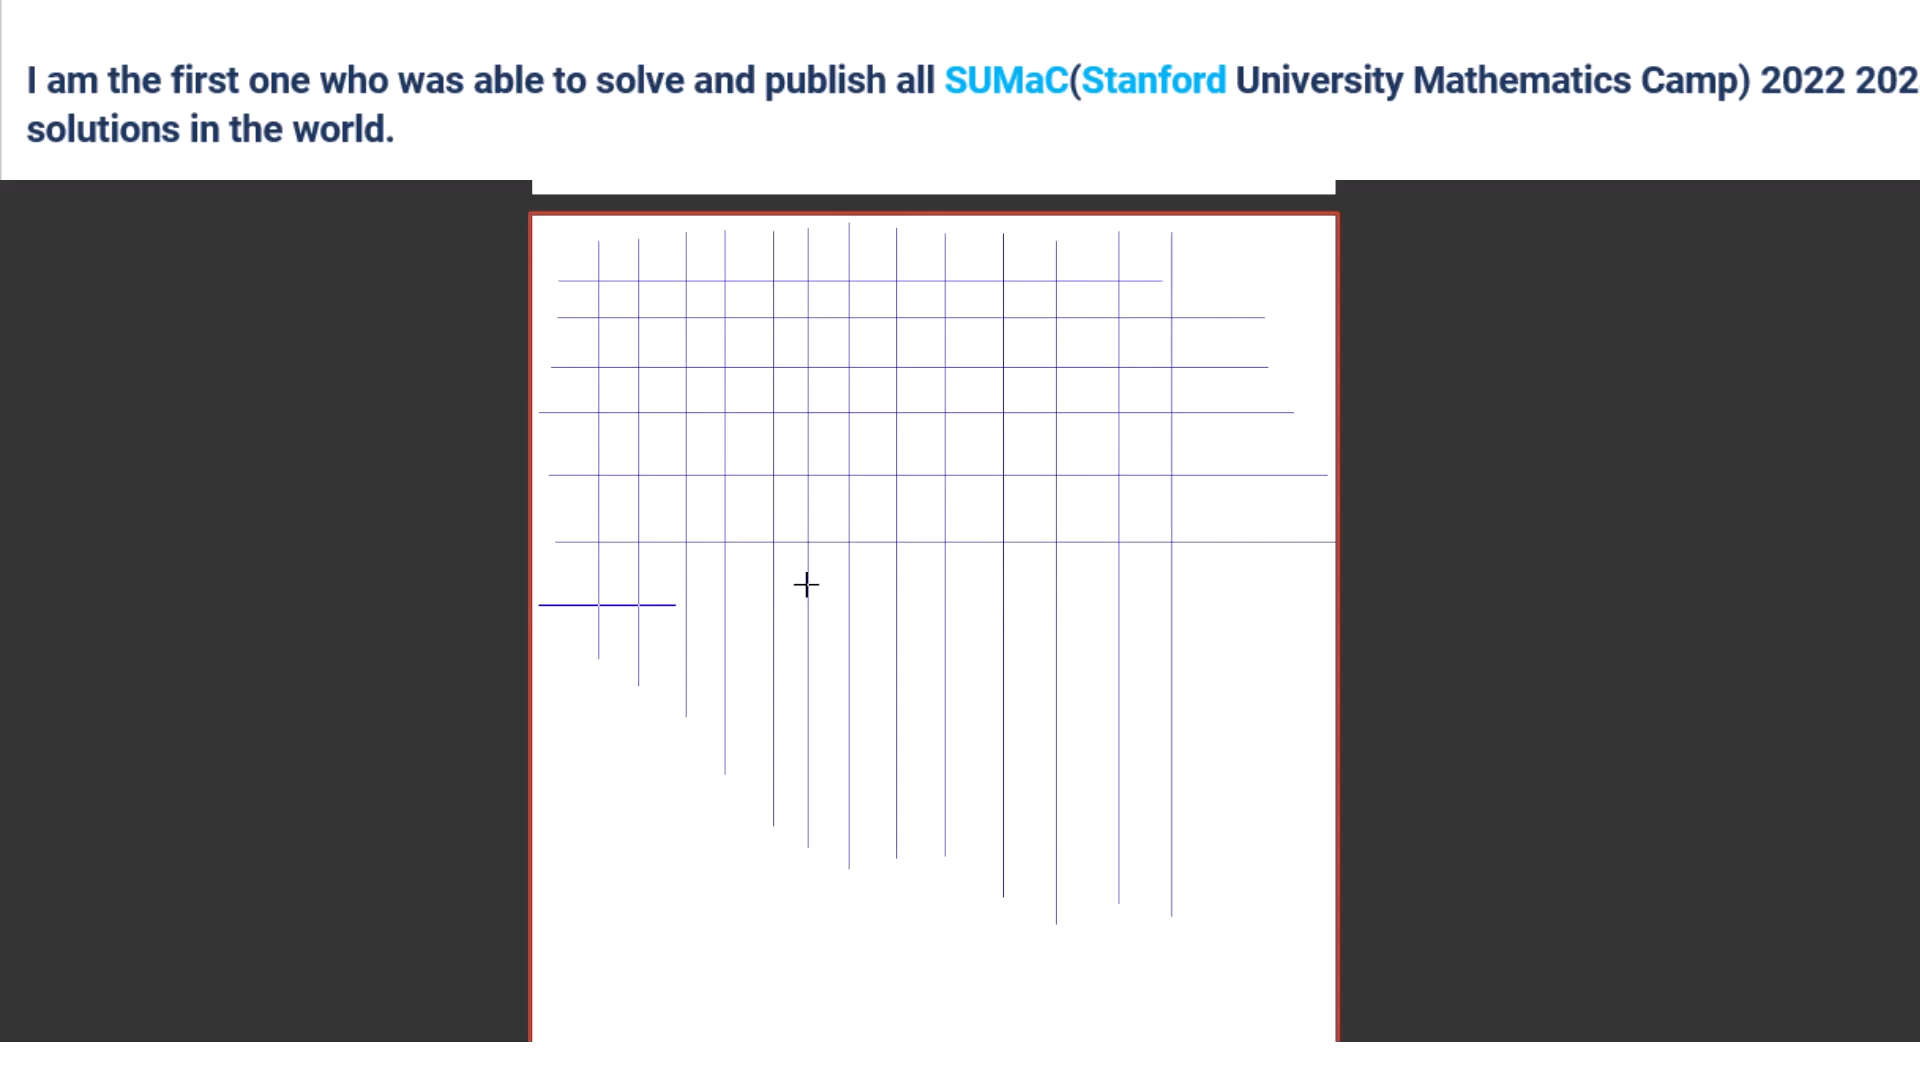 I am the first one who was able to solve and publish all SUMaC(Stanford University Mathematics Camp) 2022 202
solutions in the world.